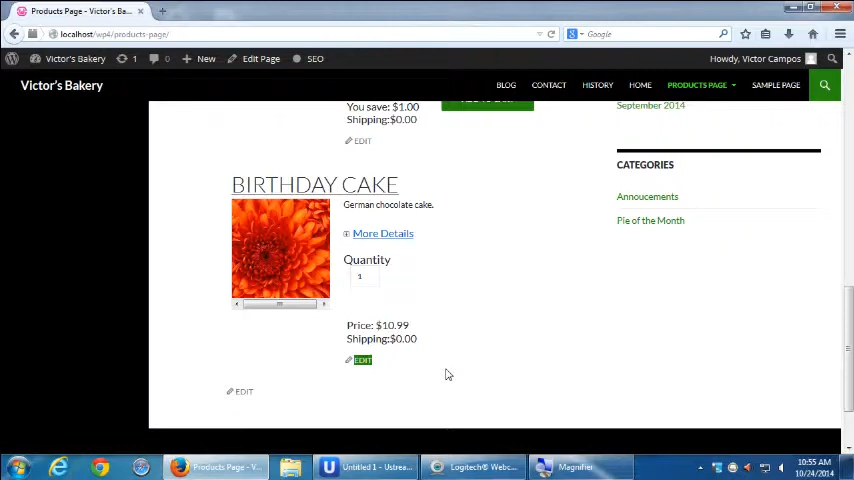 Products Page - Victor's Ba...
localhost/wp4/products-page/
Google
Victor's Bakery
1
0
New
Edit Page
SEO
Howdy, Victor Campos
Victor's Bakery
BLOG
CONTACT
HISTORY
HOME
PRODUCTS PAGE
SAMPLE PAGE
You save: $1.00
Shipping:$0.00
EDIT
September 2014
CATEGORIES
Annoucements
Pie of the Month
BIRTHDAY CAKE
German chocolate cake.
More Details
Quantity
1
Price: $10.99
Shipping:$0.00
EDIT
EDIT
Products Page - V...
Untitled 1 - Ustrea...
Logitech® Webc...
Magnifier
10:55 AM
10/24/2014